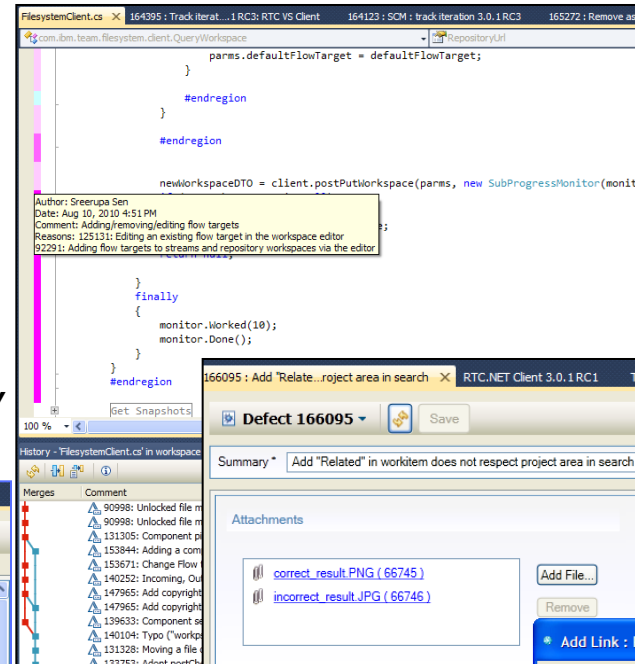 FilesystemClient.cs X 164395 : Track iterat....1 RC3: RTC VS Client 164123 : SCM : track iteration 3.0.1 RC3 165272 : Remove as
com.ibm.team.filesystem.client.QueryWorkspace RepositoryUrl
parms.defaultFlowTarget = defaultFlowTarget;
}
#endregion
}
#endregion
newWorkspaceDTO = client.postPutWorkspace(parms, new SubProgressMonitor(monit
Author: Sreerupa Sen
Date: Aug 10, 2010 4:51 PM
Comment: Adding/removing/editing flow targets
Reasons: 125131: Editing an existing flow target in the workspace editor
92291: Adding flow targets to streams and repository workspaces via the editor
}
finally
{
monitor.Worked(10);
monitor.Done();
}
}
#endregion
Get Snapshots
100 %
History - 'FilesystemClient.cs' in workspace
Merges Comment
90998: Unlocked file m
90998: Unlocked file m
131305: Component pi
153844: Adding a com
153671: Change Flow
140252: Incoming, Out
147965: Add copyright
147965: Add copyright
139633: Component se
140104: Typo ("workps
131328: Moving a file
166095 : Add "Relate...roject area in search X RTC.NET Client 3.0.1 RC1 T
Defect 166095 Save
Summary * Add "Related" in workitem does not respect project area in search
Attachments
correct_result.PNG ( 66745 )
incorrect_result.JPG ( 66746 )
Add File...
Remove
Add Link :